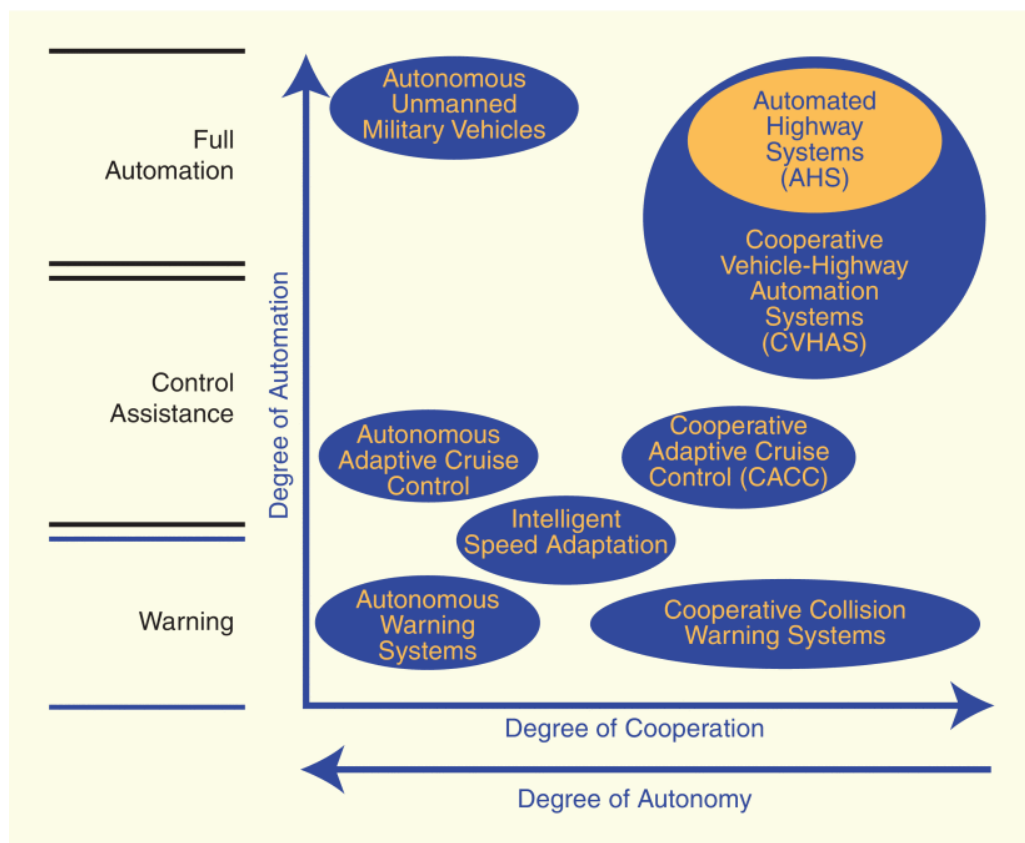 Full
Automation
Control
Assistance
Warning
Degree of Automation
Autonomous
Unmanned
Military Vehicles
Automated
Highway
Systems
(AHS)
Cooperative
Vehicle-Highway
Automation
Systems
(CVHAS)
Autonomous
Adaptive Cruise
Control
Cooperative
Adaptive Cruise
Control (CACC)
Intelligent
Speed Adaptation
Autonomous
Warning
Systems
Cooperative Collision
Warning Systems
Degree of Cooperation
Degree of Autonomy